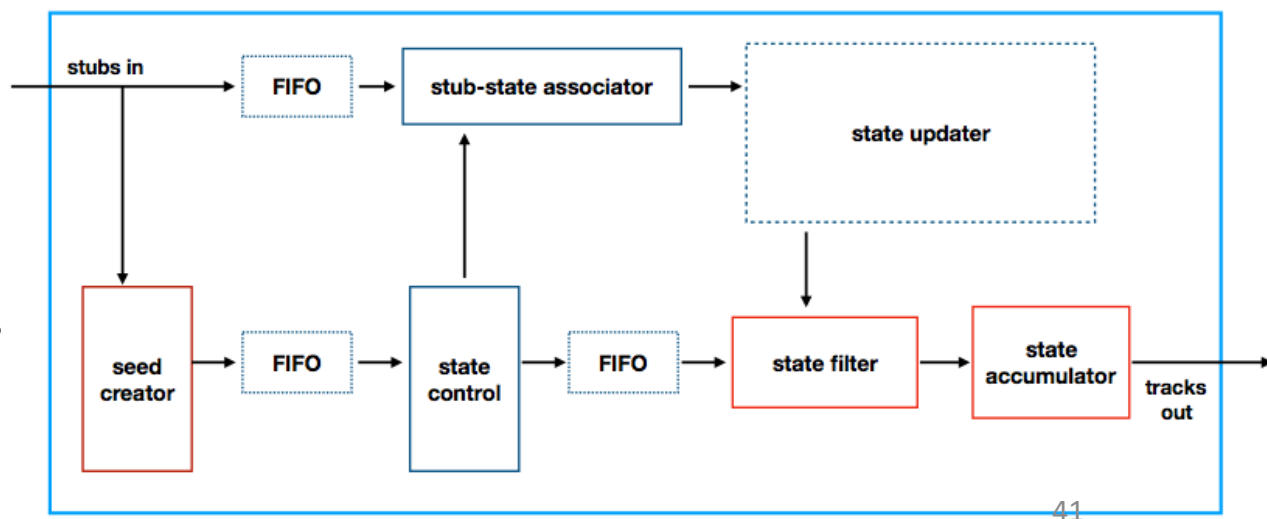 stubs in
FIFO
stub-state associator
state updater
seed
creator
FIFO
state
control
FIFO
state filter
state
accumulator
tracks
out
41